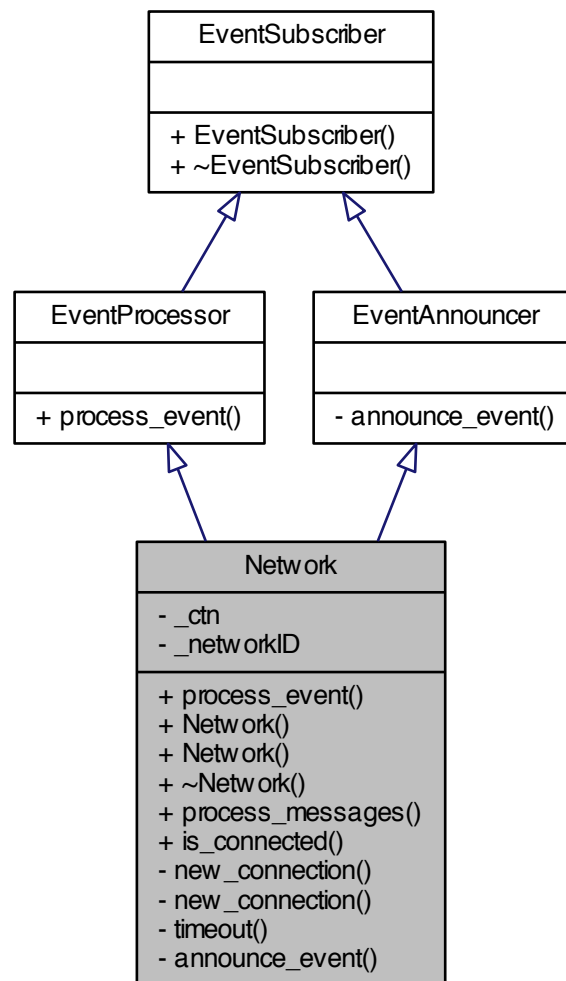 EventSubscriber
+ EventSubscriber()
+ ~EventSubscriber()
EventProcessor
+ process_event()
EventAnnouncer
- announce_event()
Network
- _ctn
- _networkID
+ process_event()
+ Network()
+ Network()
+ ~Network()
+ process_messages()
+ is_connected()
- new_connection()
- new_connection()
- timeout()
- announce_event()